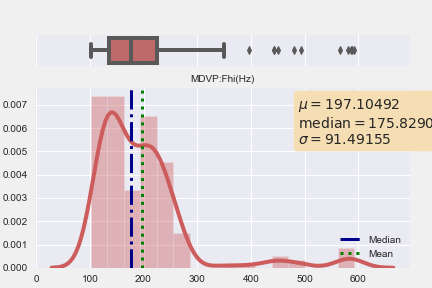 MDVP:Fhi(Hz)
μ = 197.10492
median = 175.8290
σ = 91.49155
0.007
0.006
0.005
0.004
0.003
0.002
0.001
0.000
Median
Mean
0 100 200 300 400 500 600